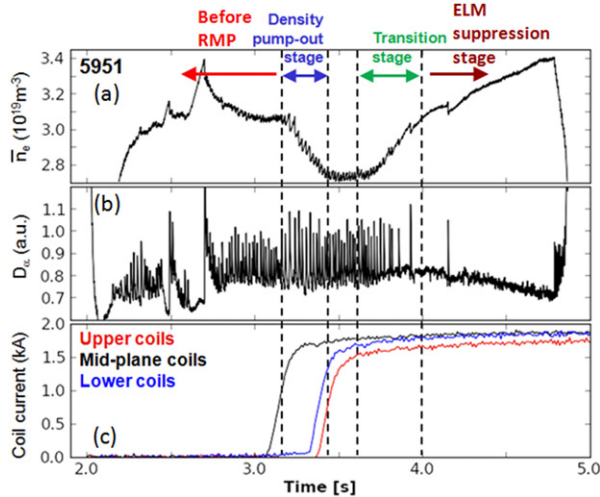 Before
RMP
Density
pump-out
stage
Transition
stage
ELM
suppression
stage
5951
(a)
n̄e (10¹⁹m⁻³)
3.4
3.2
3.0
2.8
(b)
Dα (a.u.)
1.1
1.0
0.9
0.8
0.7
Upper coils
Mid-plane coils
Lower coils
(c)
Coil current (kA)
2.0
1.5
1.0
0.5
0.0
2.0 3.0 4.0 5.0
Time [s]